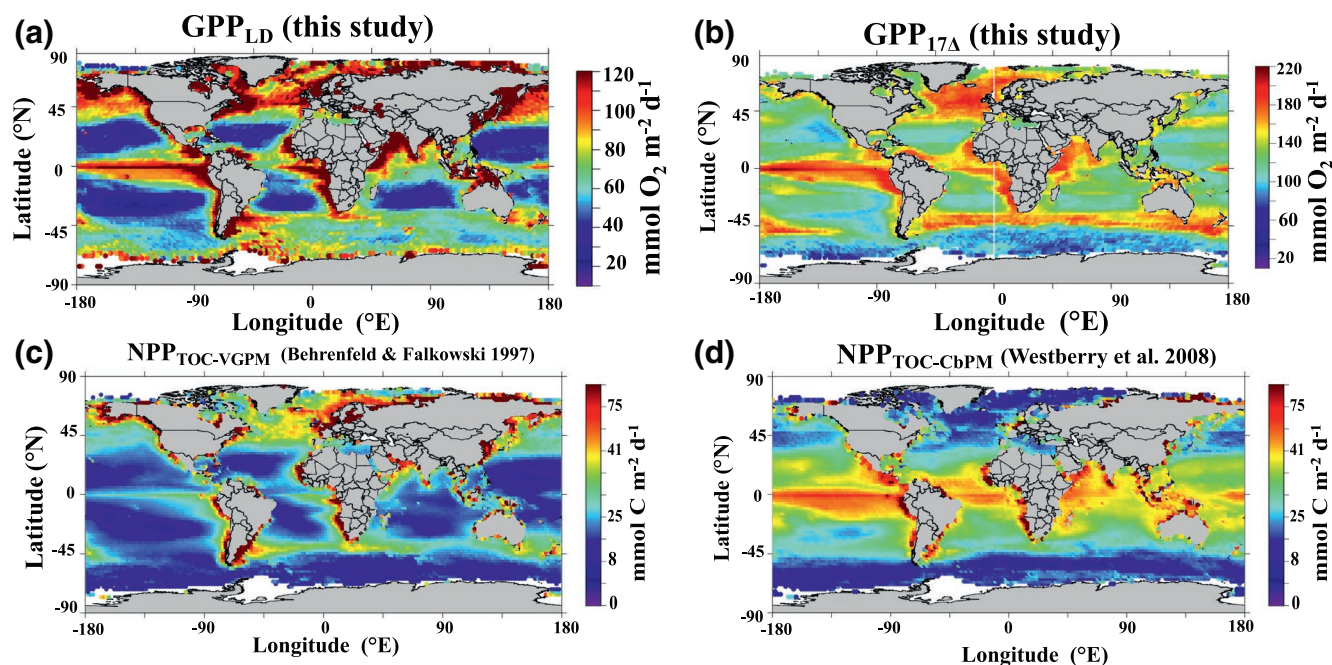 (a) GPP_LD (this study)
90
45
0
-45
-90
Latitude (°N)
-180 -90 0 90 180
Longitude (°E)
120
100
80
60
40
20
mmol O₂ m⁻² d⁻¹
(b) GPP_17Δ (this study)
90
45
0
-45
-90
Latitude (°N)
-180 -90 0 90 180
Longitude (°E)
220
180
140
100
60
20
mmol O₂ m⁻² d⁻¹
(c) NPP_TOC-VGPM (Behrenfeld & Falkowski 1997)
90
45
0
-45
-90
Latitude (°N)
-180 -90 0 90 180
Longitude (°E)
75
41
25
8
0
mmol C m⁻² d⁻¹
(d) NPP_TOC-CbPM (Westberry et al. 2008)
90
45
0
-45
-90
Latitude (°N)
-180 -90 0 90 180
Longitude (°E)
75
41
25
8
0
mmol C m⁻² d⁻¹